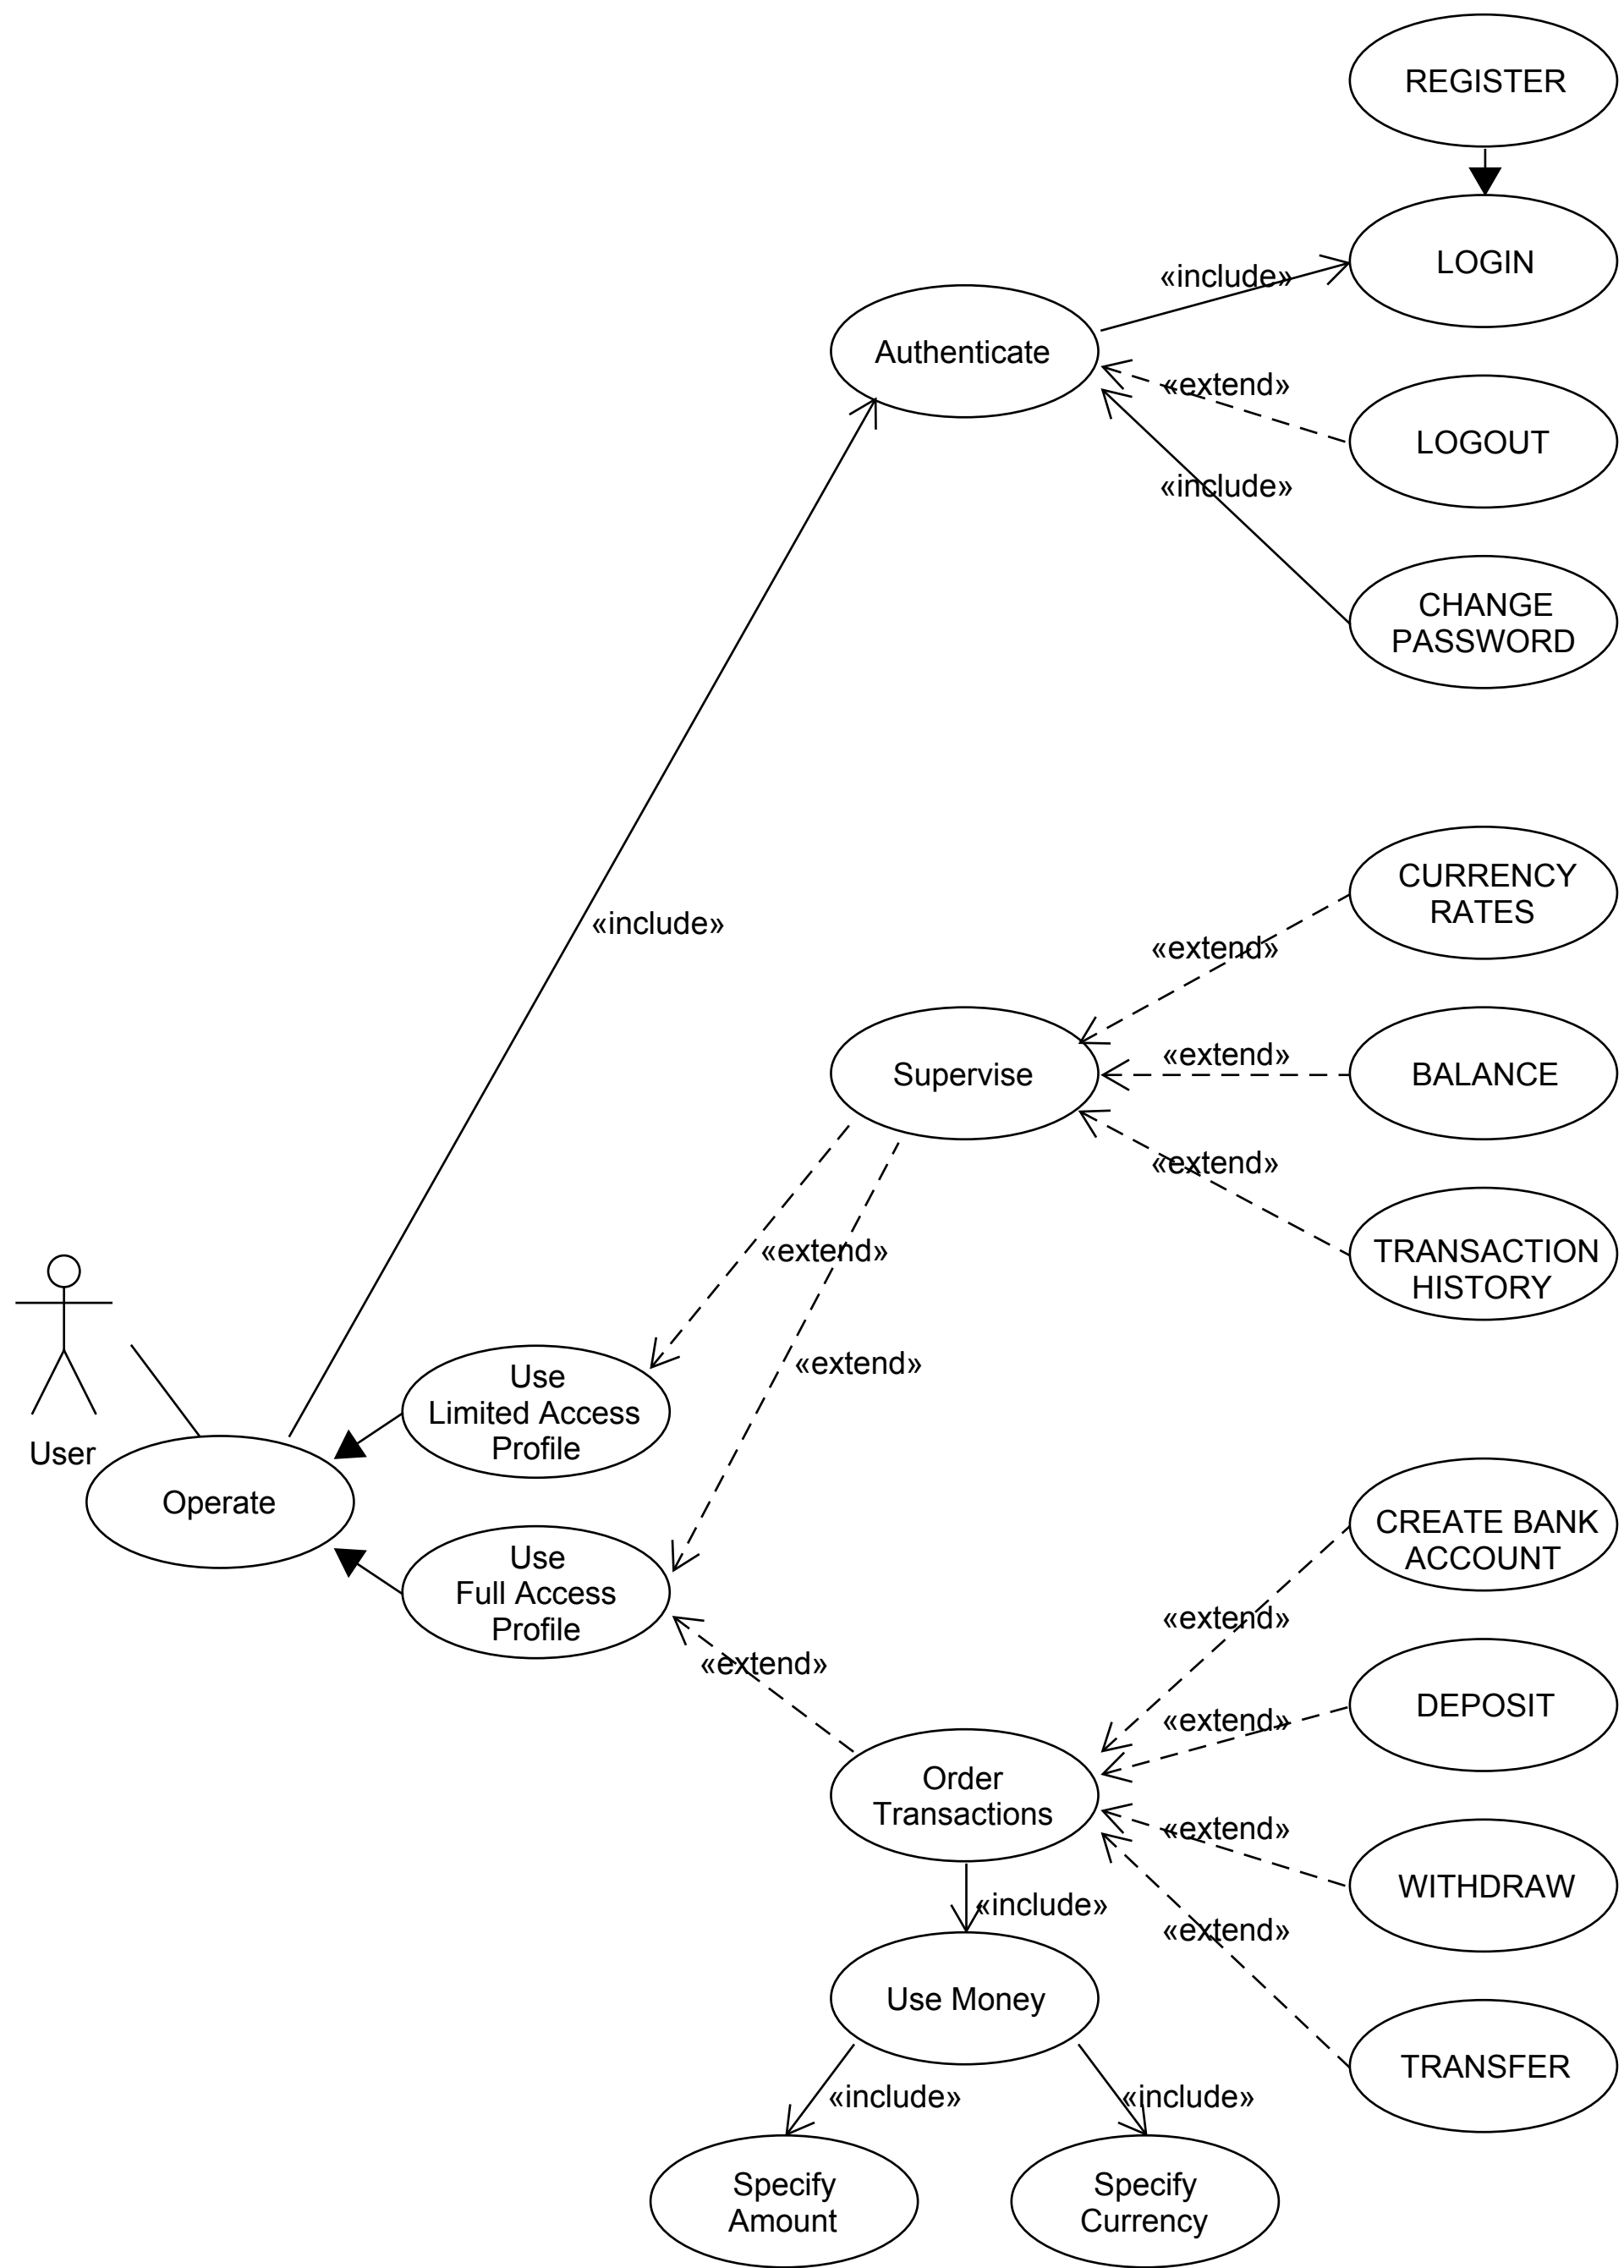 REGISTER
LOGIN
«include»
Authenticate
«extend»
LOGOUT
«include»
CHANGE
PASSWORD
CURRENCY
RATES
«include»
«extend»
«extend»
Supervise
BALANCE
«extend»
TRANSACTION
HISTORY
«extend»
«extend»
Use
Limited Access
Profile
User
Operate
Use
Full Access
Profile
CREATE BANK
ACCOUNT
«extend»
«extend»
DEPOSIT
«extend»
Order
Transactions
«extend»
WITHDRAW
«include»
«extend»
Use Money
TRANSFER
«include»
«include»
Specify
Amount
Specify
Currency